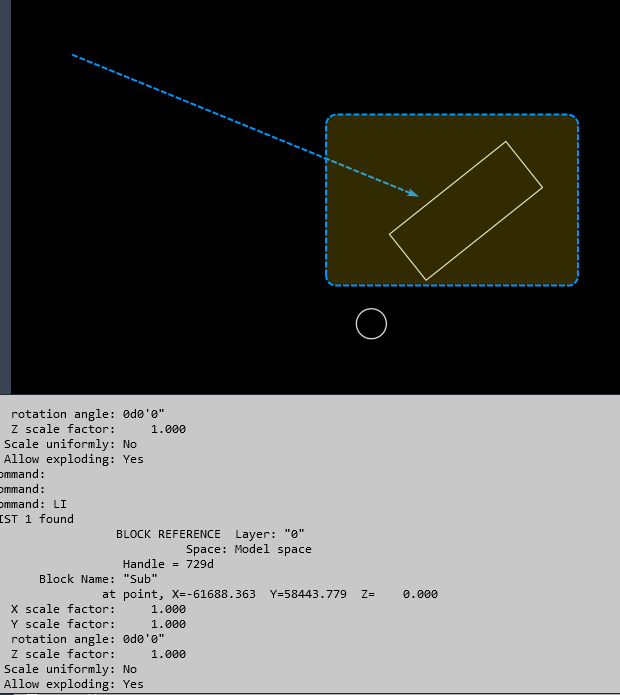 rotation angle: 0d0'0"
Z scale factor: 1.000
Scale uniformly: No
Allow exploding: Yes
ommand:
ommand:
ommand: LI
IST 1 found
BLOCK REFERENCE Layer: "0"
Space: Model space
Handle = 729d
Block Name: "Sub"
at point, X=-61688.363 Y=58443.779 Z= 0.000
X scale factor: 1.000
Y scale factor: 1.000
rotation angle: 0d0'0"
Z scale factor: 1.000
Scale uniformly: No
Allow exploding: Yes